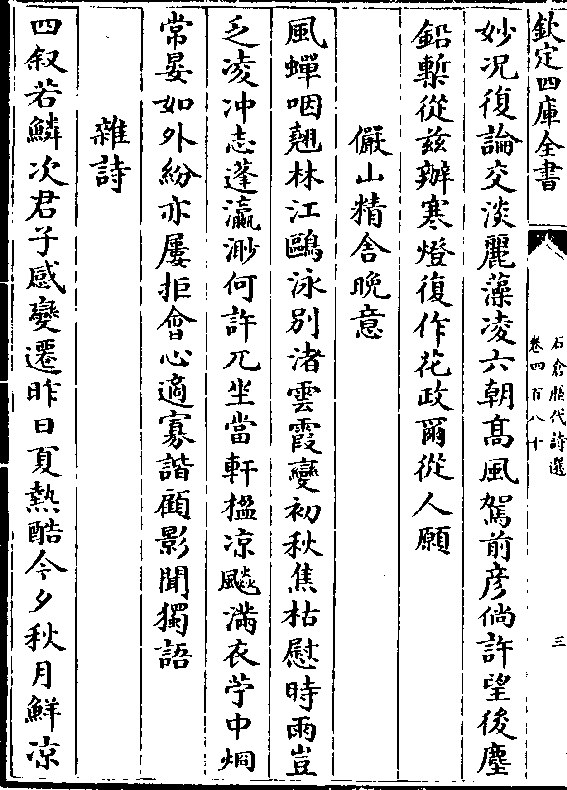 欽定四庫全書
石倉歷代詩選
卷四百八十
三
妙况復論交淡麗藻凌六朝髙風駕前彦倘許望後塵
鉛槧從兹辦寒燈復作花政爾從人願
儼山精舍晚意
風蟬咽翹林江鷗泳别渚雲霞變初秋焦枯慰時雨豈
乏凌冲志蓬瀛渺何許兀坐當軒楹凉飇滿衣苧中烱
常晏如外紛亦屢拒會心適寡諧顧影聞獨語
雜詩
四叙若鱗次君子感變遷昨日夏熱酷今夕秋月鮮凉